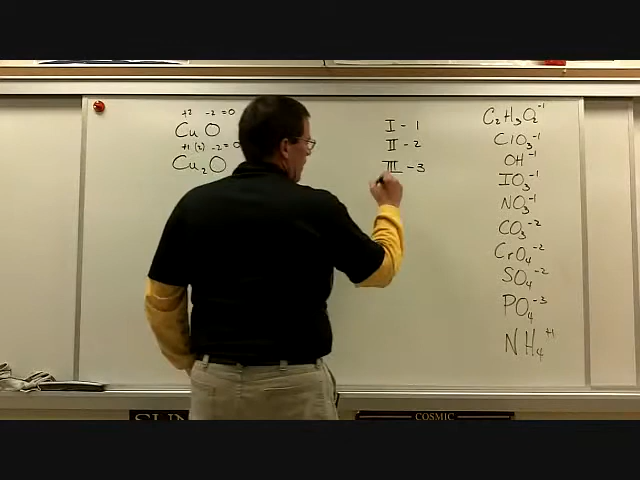 +2 -2 = 0
CuO
+1 (2) -2 = 0
Cu₂O
I - 1
II - 2
III - 3
C₂H₃O₂⁻¹
ClO₃⁻¹
OH⁻¹
IO₃⁻¹
NO₃⁻¹
CO₃⁻²
CrO₄⁻²
SO₄⁻²
PO₄⁻³
NH₄⁺¹
SUN
COSMIC